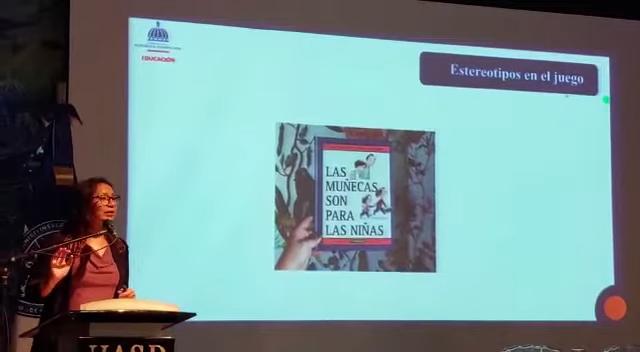 EDUCACIÓN
Estereotipos en el juego
LAS
MUÑECAS
SON
PARA
LAS NIÑAS
UASD